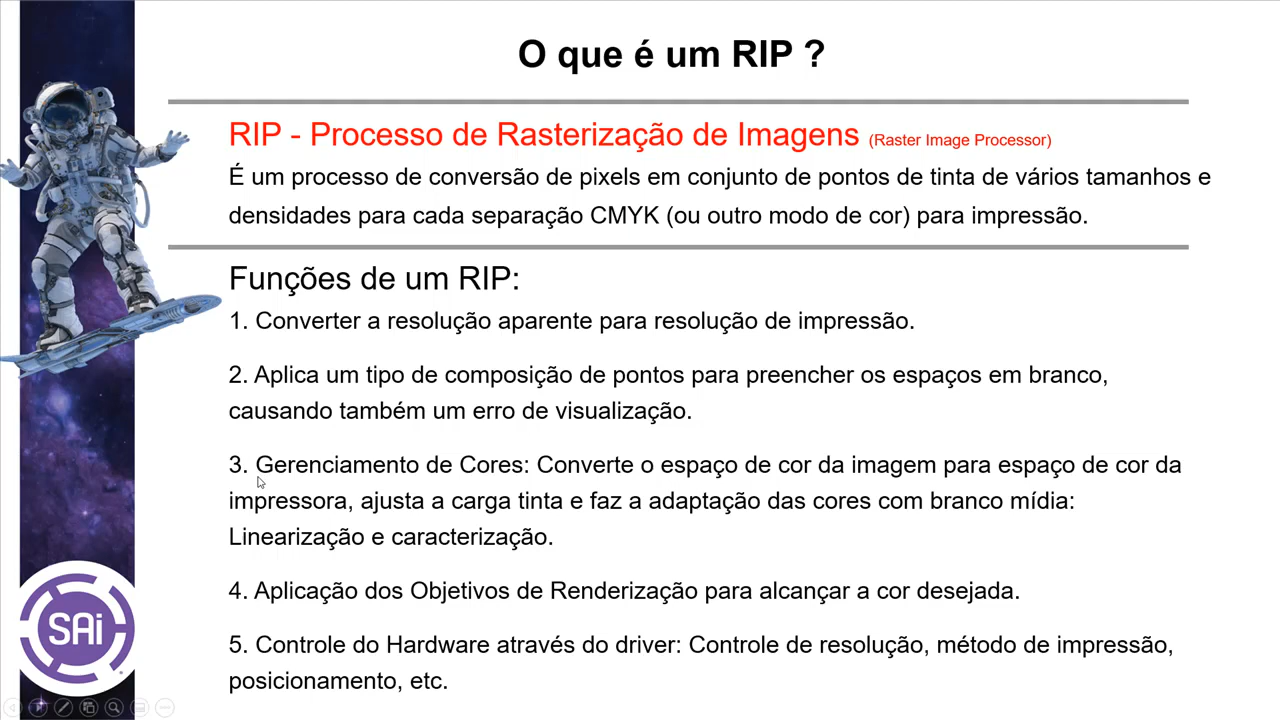 O que é um RIP ?
RIP - Processo de Rasterização de Imagens (Raster Image Processor)
É um processo de conversão de pixels em conjunto de pontos de tinta de vários tamanhos e
densidades para cada separação CMYK (ou outro modo de cor) para impressão.
Funções de um RIP:
1. Converter a resolução aparente para resolução de impressão.
2. Aplica um tipo de composição de pontos para preencher os espaços em branco,
causando também um erro de visualização.
3. Gerenciamento de Cores: Converte o espaço de cor da imagem para espaço de cor da
impressora, ajusta a carga tinta e faz a adaptação das cores com branco mídia:
Linearização e caracterização.
4. Aplicação dos Objetivos de Renderização para alcançar a cor desejada.
5. Controle do Hardware através do driver: Controle de resolução, método de impressão,
posicionamento, etc.
SAi